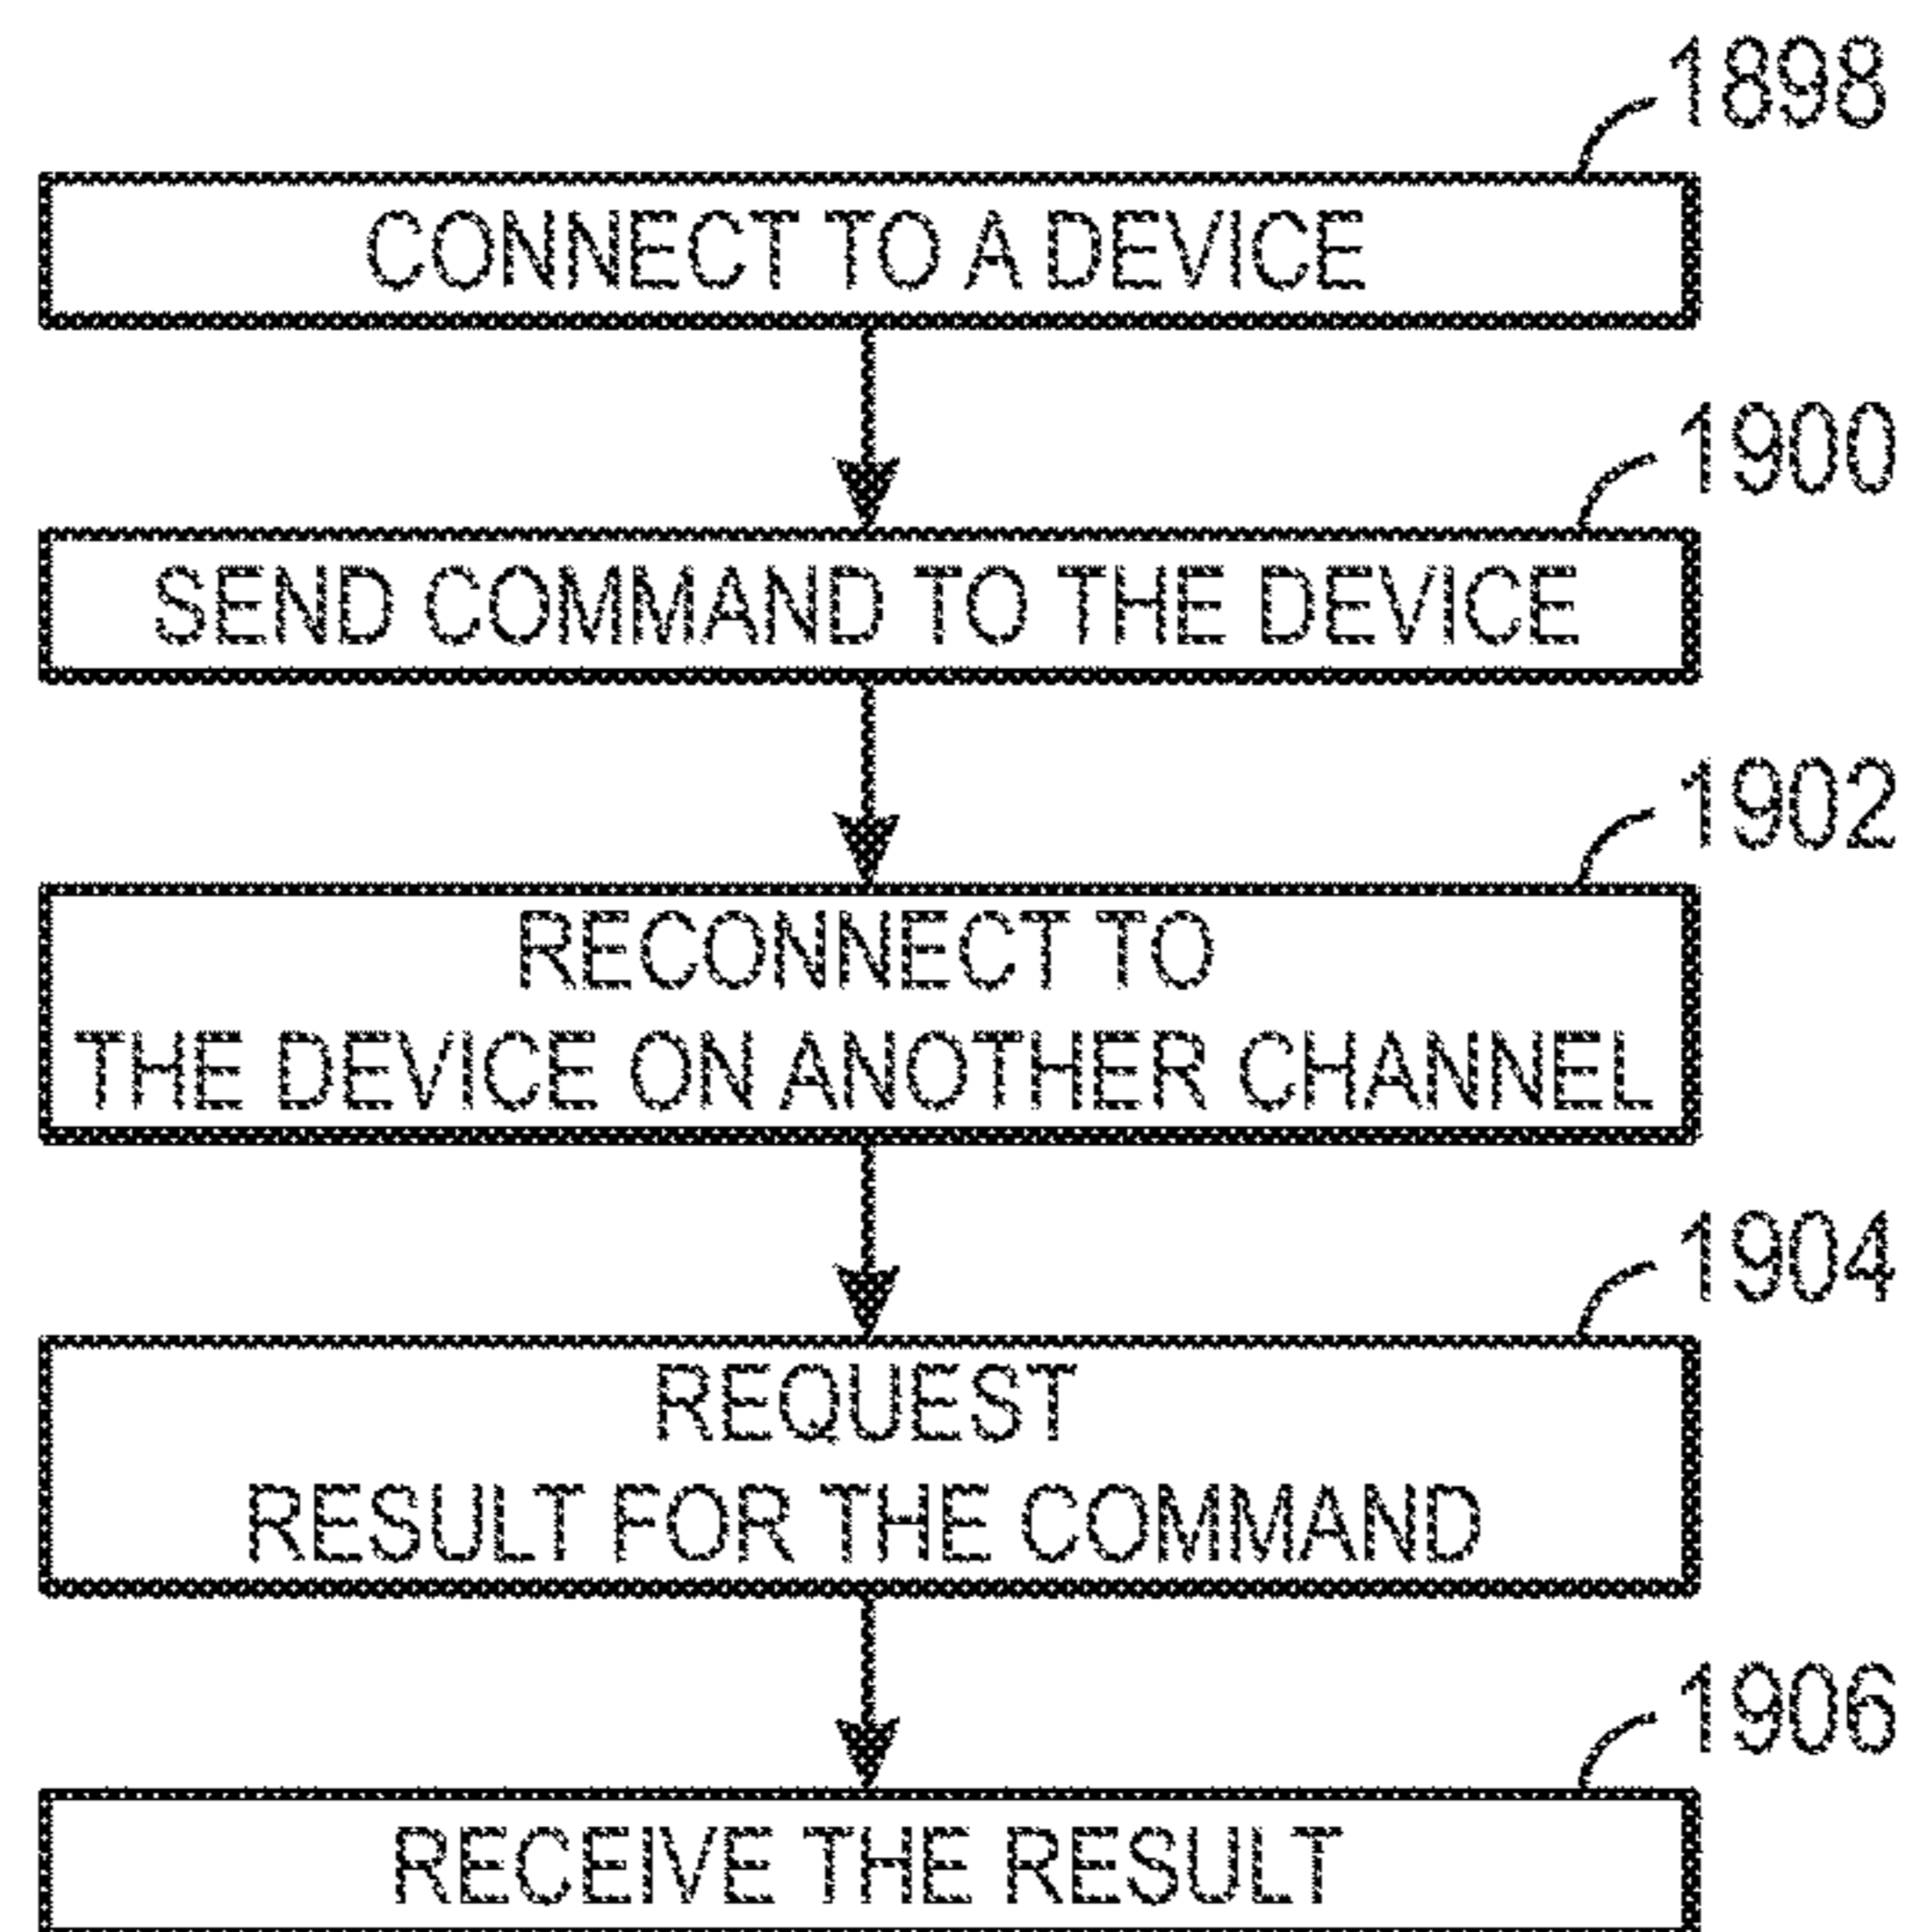 1898
CONNECT TO A DEVICE
1900
SEND COMMAND TO THE DEVICE
1902
RECONNECT TO
THE DEVICE ON ANOTHER CHANNEL
1904
REQUEST
RESULT FOR THE COMMAND
1906
RECEIVE THE RESULT